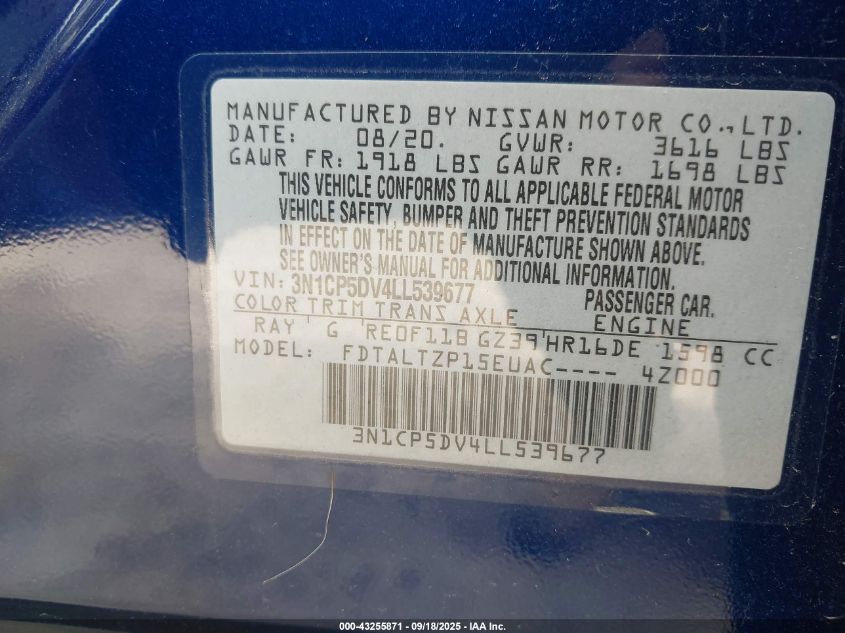 MANUFACTURED BY NISSAN MOTOR CO., LTD.
DATE: 08/20. GVWR: 3616 LBS
GAWR FR: 1918 LBS GAWR RR: 1698 LBS
THIS VEHICLE CONFORMS TO ALL APPLICABLE FEDERAL MOTOR
VEHICLE SAFETY, BUMPER AND THEFT PREVENTION STANDARDS
IN EFFECT ON THE DATE OF MANUFACTURE SHOWN ABOVE.
SEE OWNER'S MANUAL FOR ADDITIONAL INFORMATION.
VIN: 3N1CP5DV4LL539677 PASSENGER CAR.
COLOR TRIM TRANS AXLE ENGINE
RAY G RE0F11B GZ39 HR16DE 1598 CC
MODEL: FDTALTZP15EUAC---- 4Z000
3N1CP5DV4LL539677
000-43255871 | 09/18/2025 - IAA Inc.